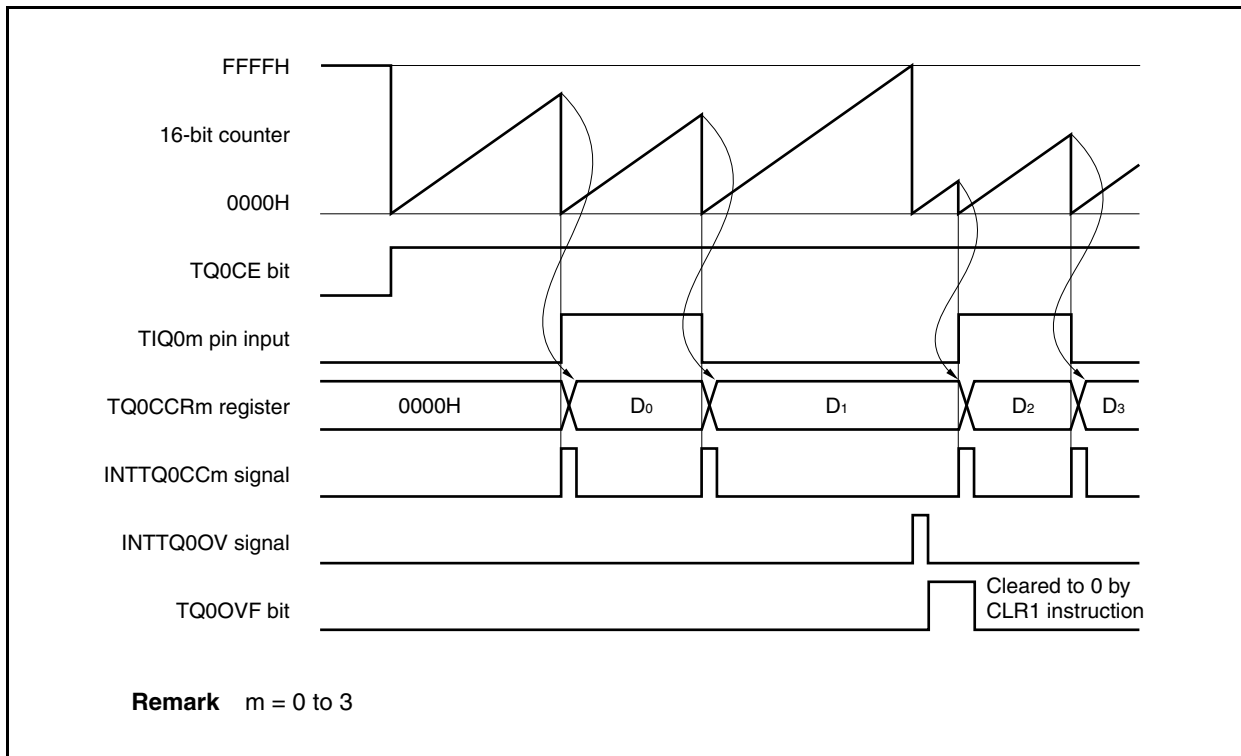 FFFFH
16-bit counter
0000H
TQ0CE bit
TIQ0m pin input
TQ0CCRm register
0000H
D0
D1
D2
D3
INTTQ0CCm signal
INTTQ0OV signal
TQ0OVF bit
Cleared to 0 by
CLR1 instruction
Remark m = 0 to 3